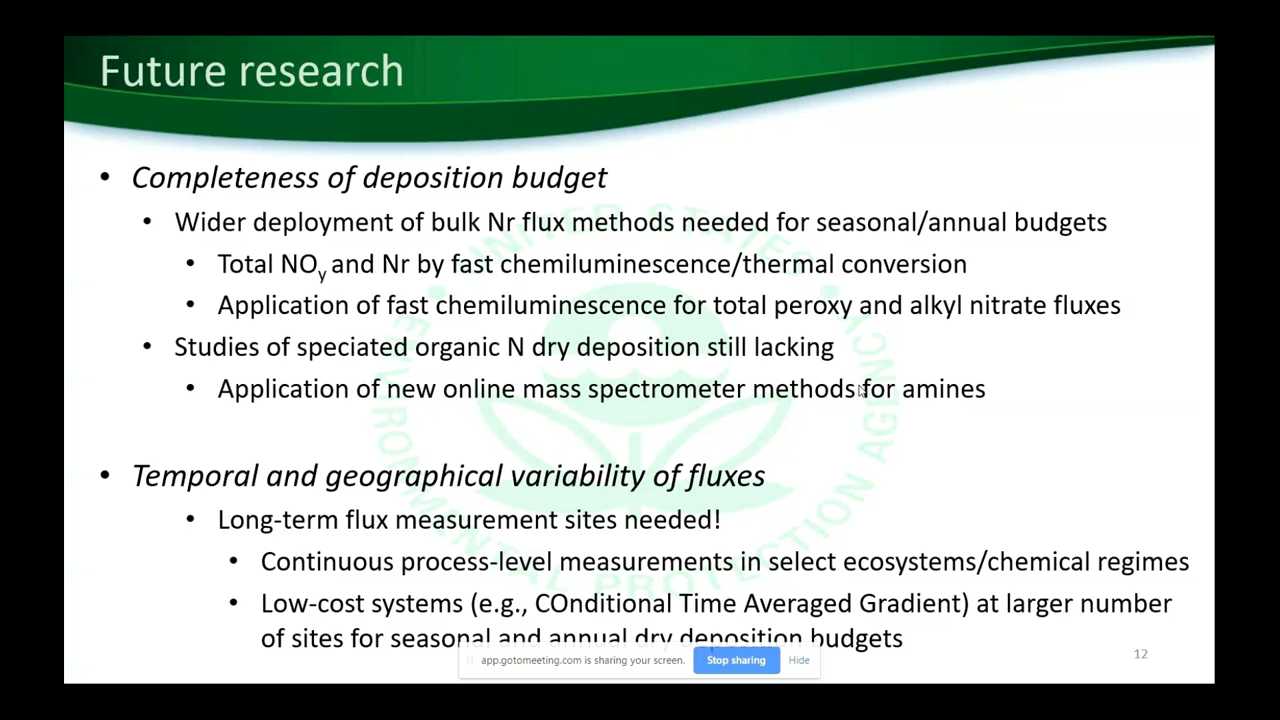 Future research
• Completeness of deposition budget
• Wider deployment of bulk Nr flux methods needed for seasonal/annual budgets
• Total NOy and Nr by fast chemiluminescence/thermal conversion
• Application of fast chemiluminescence for total peroxy and alkyl nitrate fluxes
• Studies of speciated organic N dry deposition still lacking
• Application of new online mass spectrometer methods for amines
• Temporal and geographical variability of fluxes
• Long-term flux measurement sites needed!
• Continuous process-level measurements in select ecosystems/chemical regimes
• Low-cost systems (e.g., COnditional Time Averaged Gradient) at larger number
of sites for seasonal and annual dry deposition budgets
app.gotomeeting.com is sharing your screen. Stop sharing Hide
12
UNITED STATES
ENVIRONMENTAL PROTECTION AGENCY